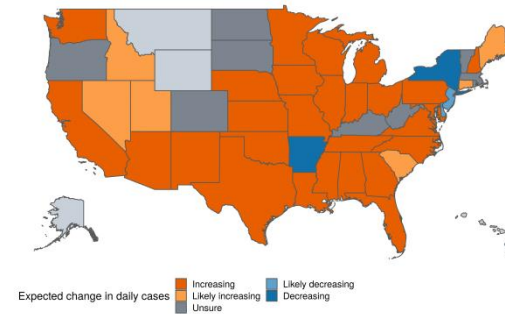 Increasing
Likely decreasing
Expected change in daily cases
Likely increasing
Decreasing
Unsure